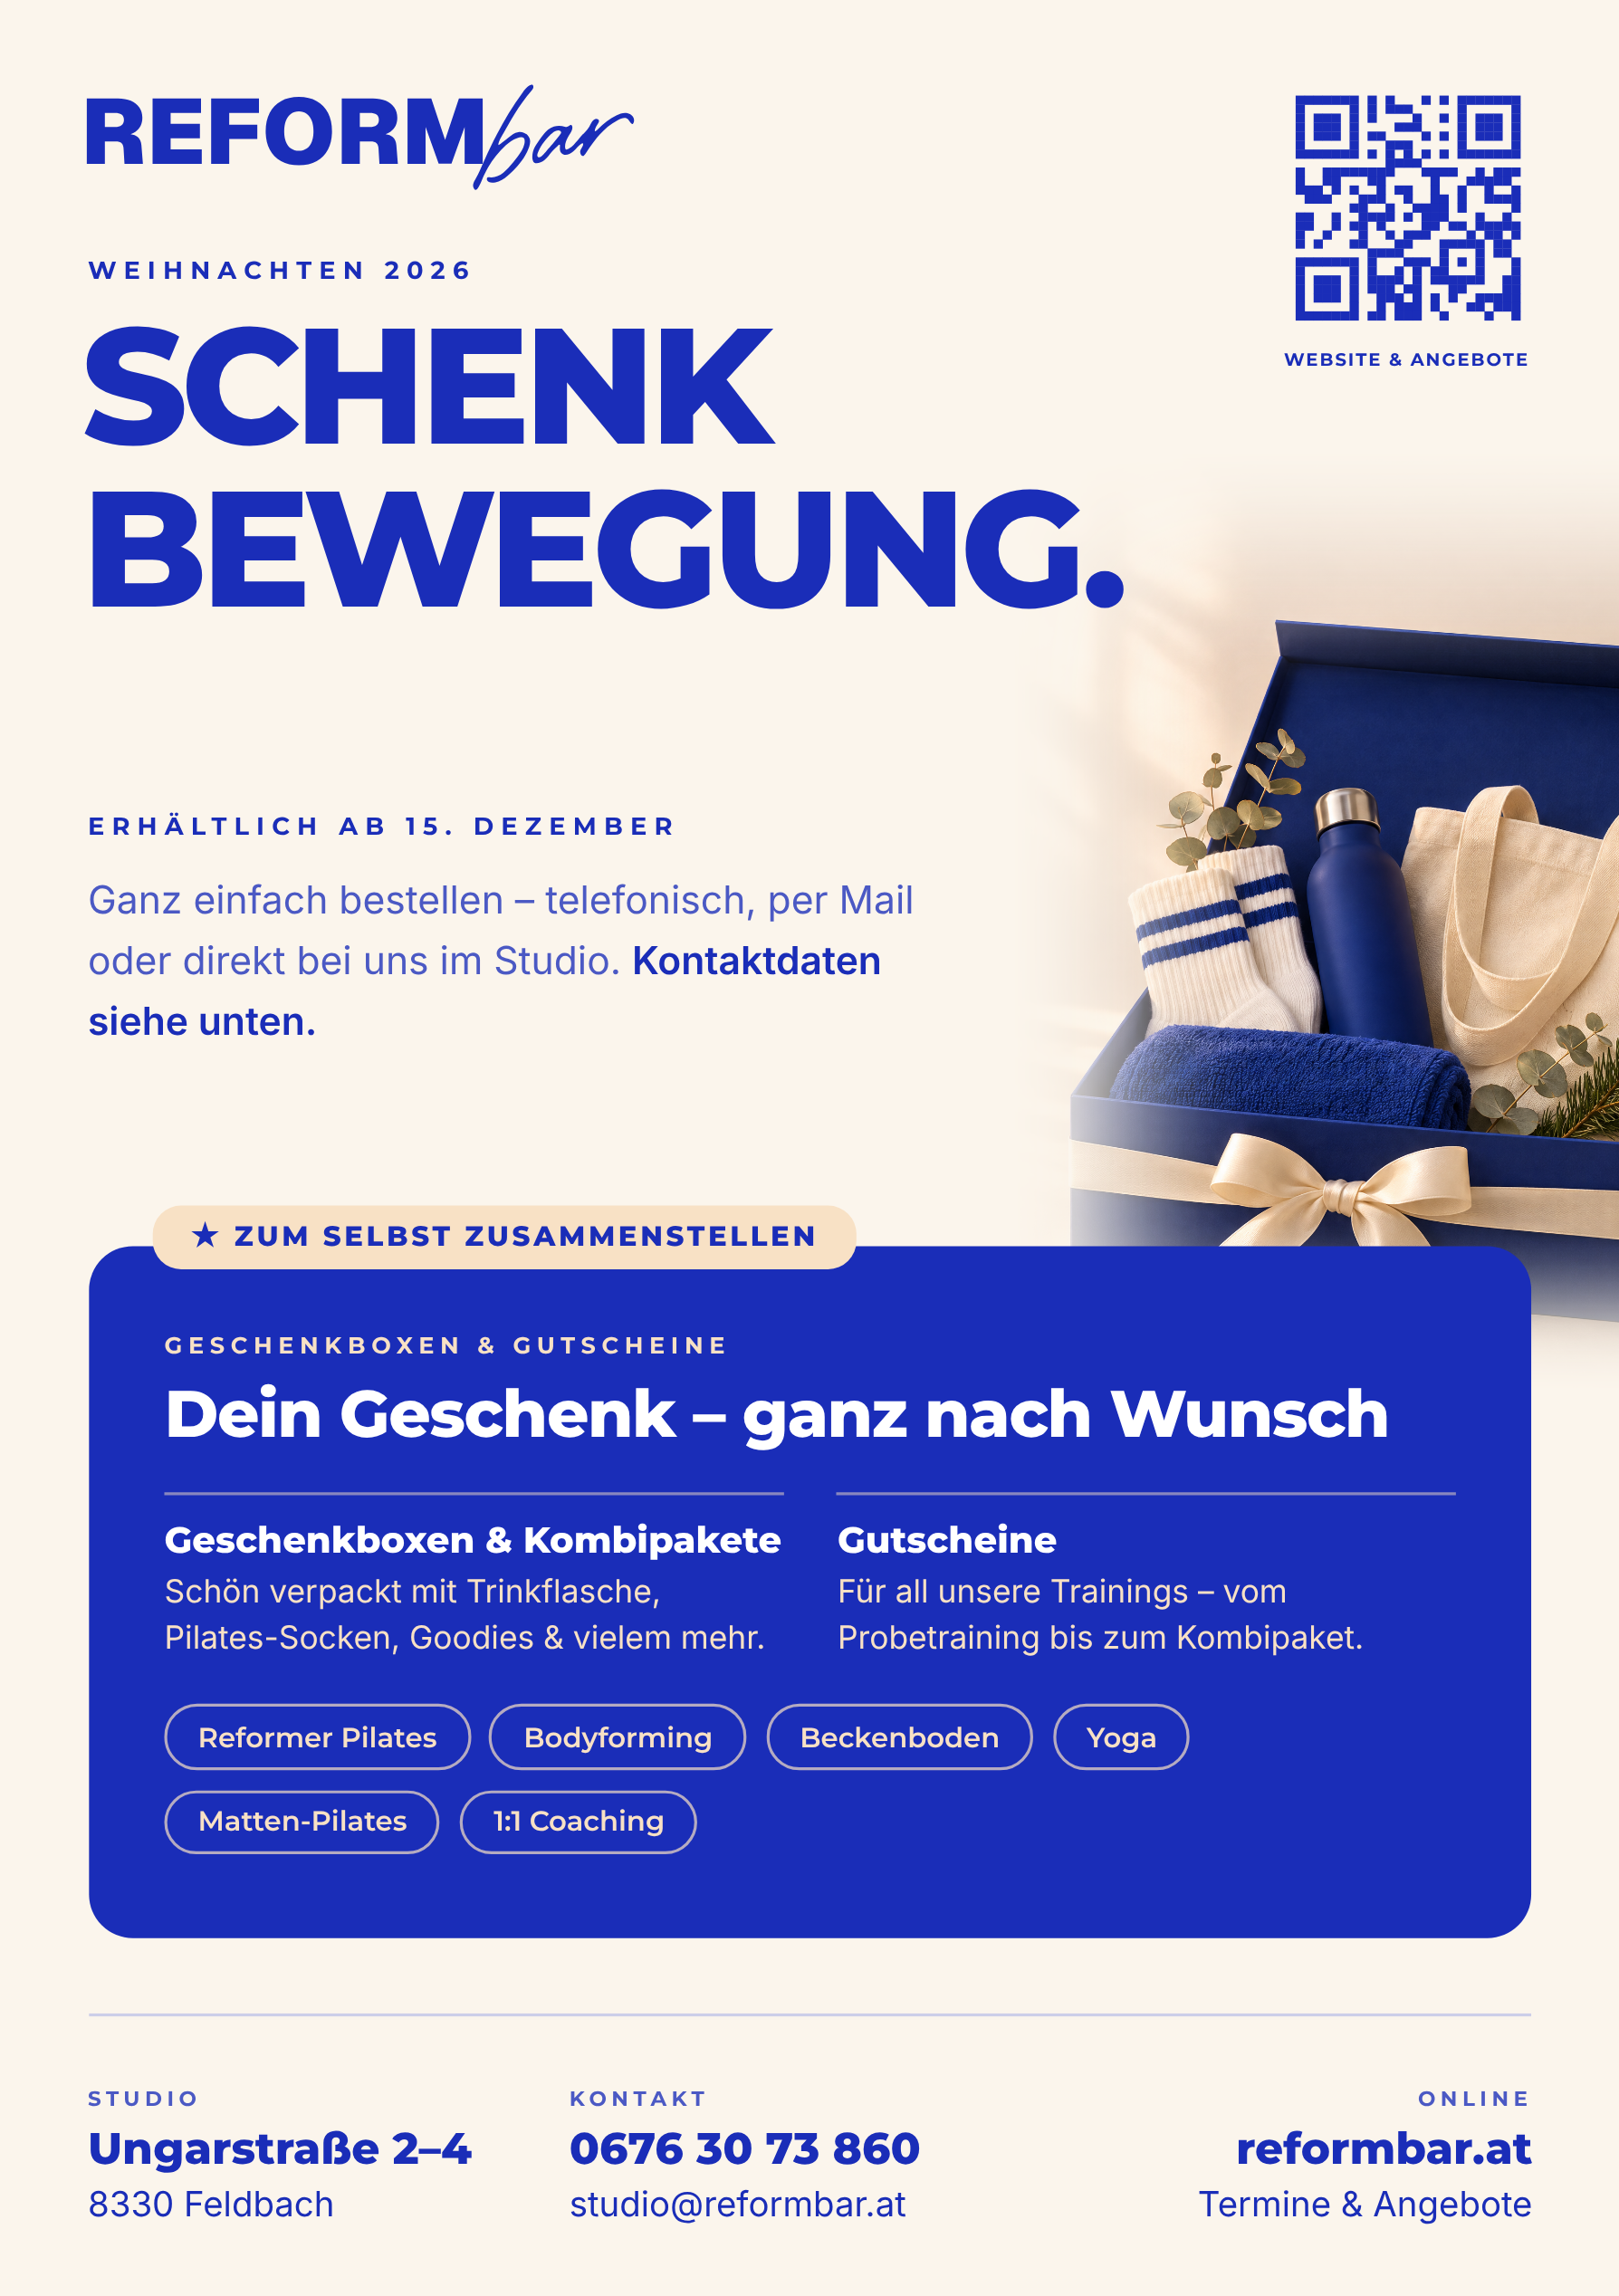 REFORMbar
WEIHNACHTEN 2026
SCHENK
BEWEGUNG.
WEBSITE & ANGEBOTE
ERHÄLTLICH AB 15. DEZEMBER
Ganz einfach bestellen – telefonisch, per Mail
oder direkt bei uns im Studio. Kontaktdaten
siehe unten.
★ ZUM SELBST ZUSAMMENSTELLEN
GESCHENKBOXEN & GUTSCHEINE
Dein Geschenk – ganz nach Wunsch
Geschenkboxen & Kombipakete
Schön verpackt mit Trinkflasche,
Pilates-Socken, Goodies & vielem mehr.
Gutscheine
Für all unsere Trainings – vom
Probetraining bis zum Kombipaket.
Reformer Pilates
Bodyforming
Beckenboden
Yoga
Matten-Pilates
1:1 Coaching
STUDIO
Ungarstraße 2–4
8330 Feldbach
KONTAKT
0676 30 73 860
studio@reformbar.at
ONLINE
reformbar.at
Termine & Angebote